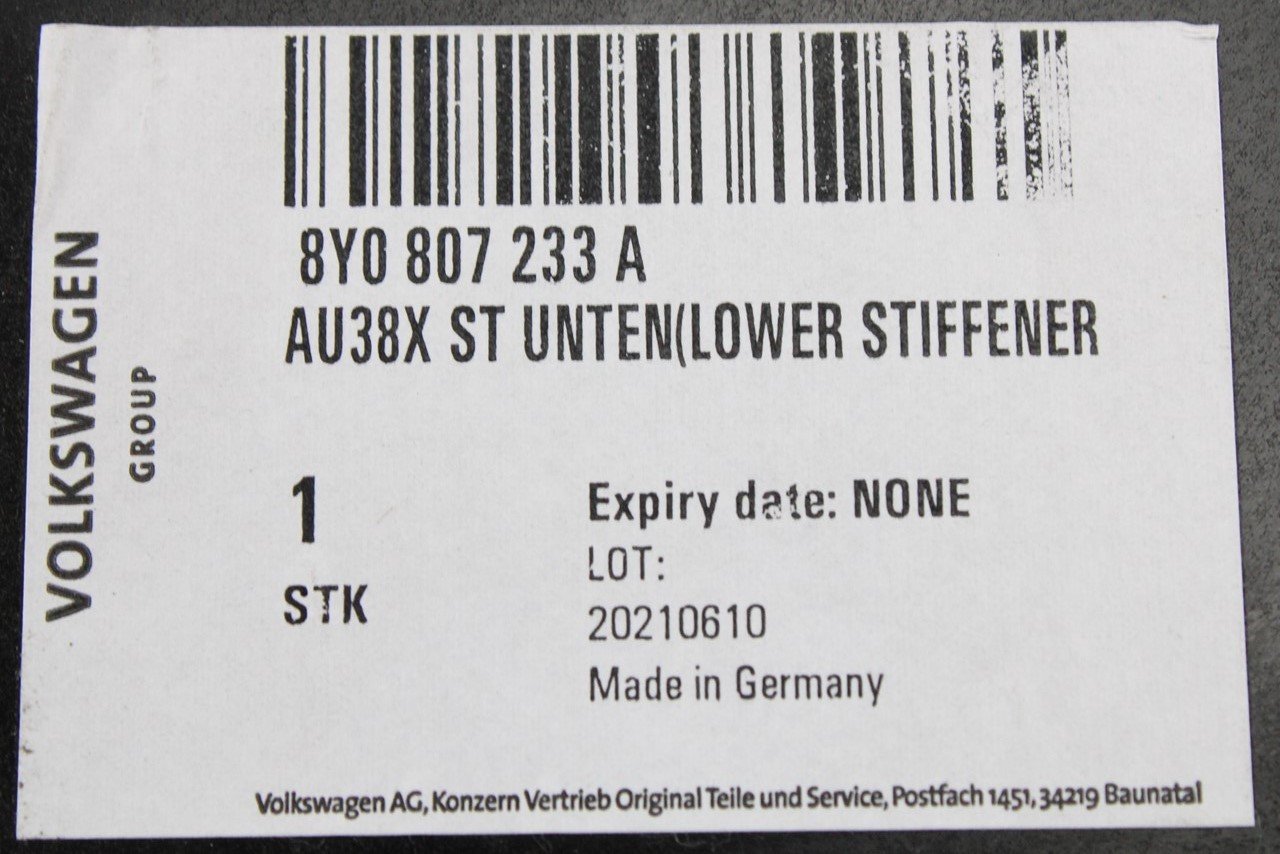 VOLKSWAGEN
GROUP
8Y0 807 233 A
AU38X ST UNTEN(LOWER STIFFENER
1
STK
Expiry date: NONE
LOT:
20210610
Made in Germany
Volkswagen AG, Konzern Vertrieb Original Teile und Service, Postfach 1451, 34219 Baunatal